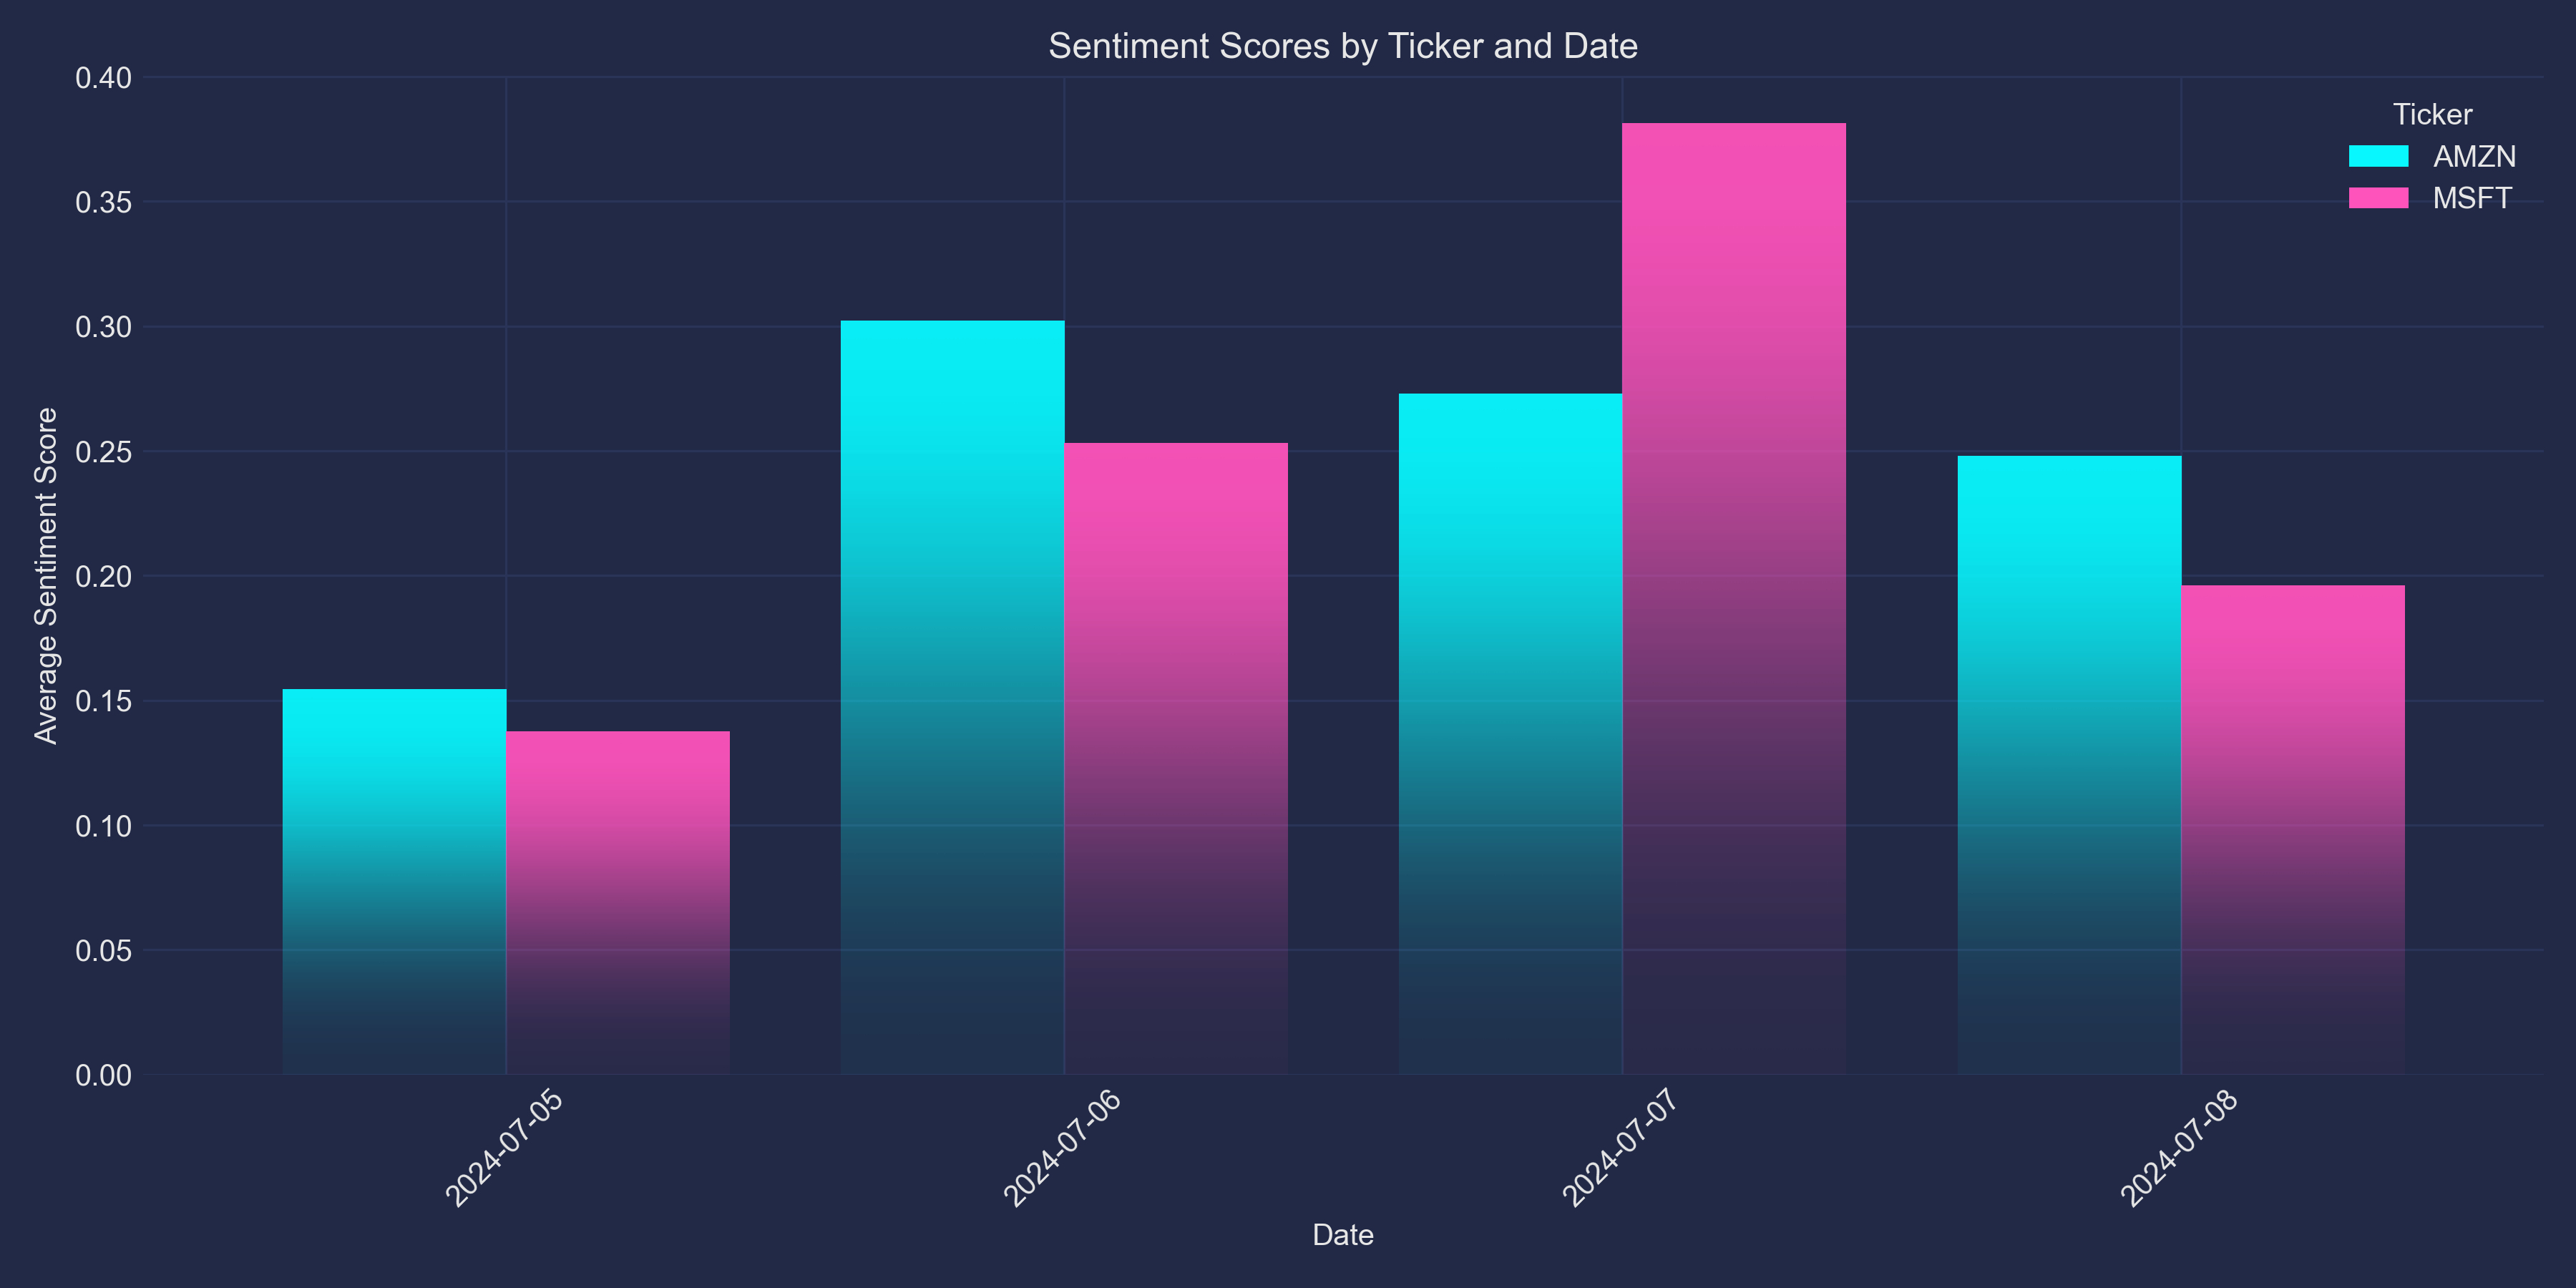 Sentiment Scores by Ticker and Date
Ticker
AMZN
MSFT
Average Sentiment Score
0.40
0.35
0.30
0.25
0.20
0.15
0.10
0.05
0.00
2024-07-05
2024-07-06
2024-07-07
2024-07-08
Date